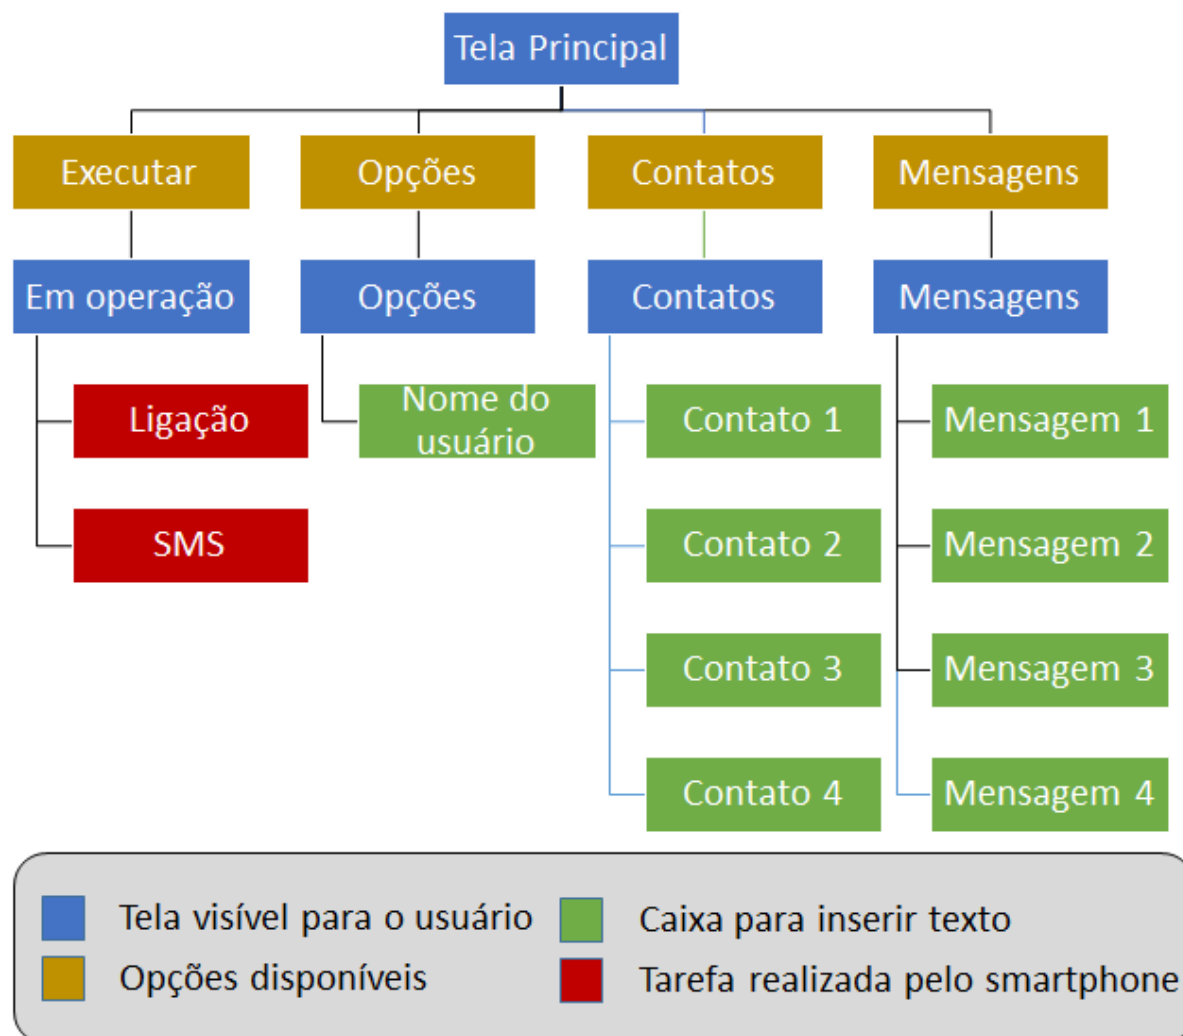 Tela Principal
Executar
Opções
Contatos
Mensagens
Em operação
Opções
Contatos
Mensagens
Ligação
Nome do
usuário
Contato 1
Mensagem 1
SMS
Contato 2
Mensagem 2
Contato 3
Mensagem 3
Contato 4
Mensagem 4
Tela visível para o usuário
Caixa para inserir texto
Opções disponíveis
Tarefa realizada pelo smartphone